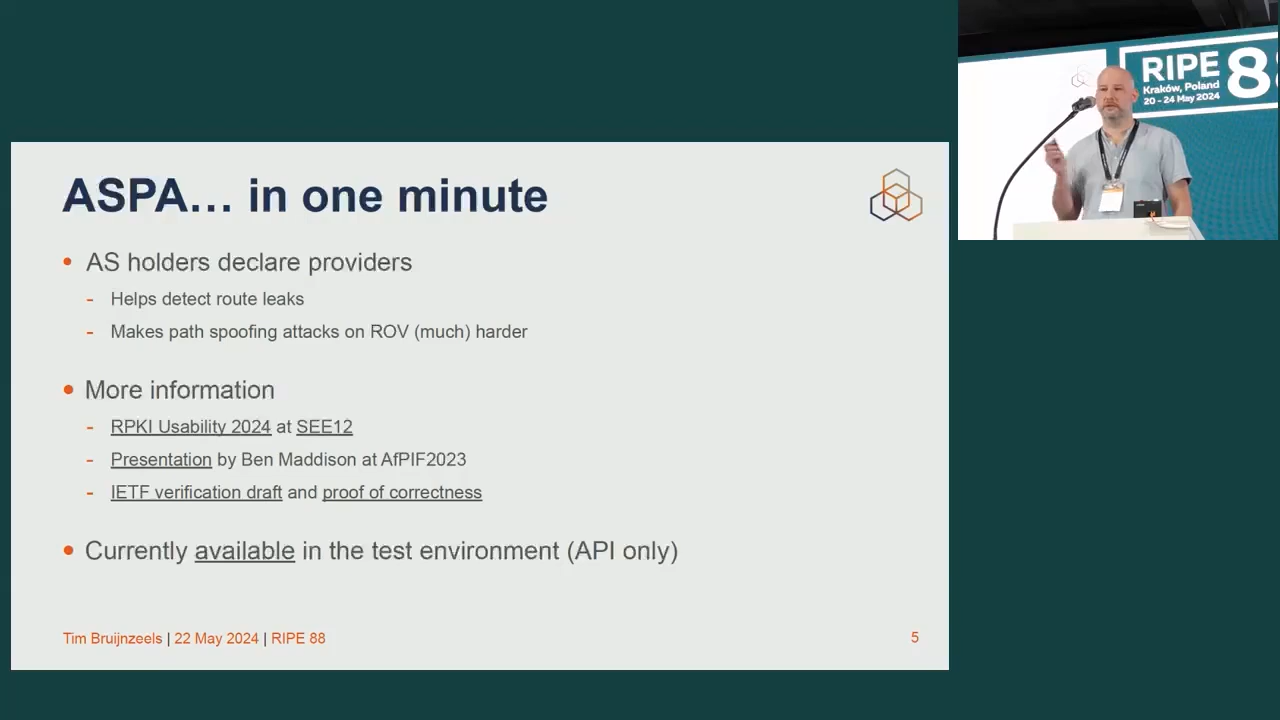 RIPE 8
Kraków, Poland
20 - 24 May 2024
ASPA… in one minute
• AS holders declare providers
- Helps detect route leaks
- Makes path spoofing attacks on ROV (much) harder
• More information
- RPKI Usability 2024 at SEE12
- Presentation by Ben Maddison at AfPIF2023
- IETF verification draft and proof of correctness
• Currently available in the test environment (API only)
Tim Bruijnzeels | 22 May 2024 | RIPE 88
5